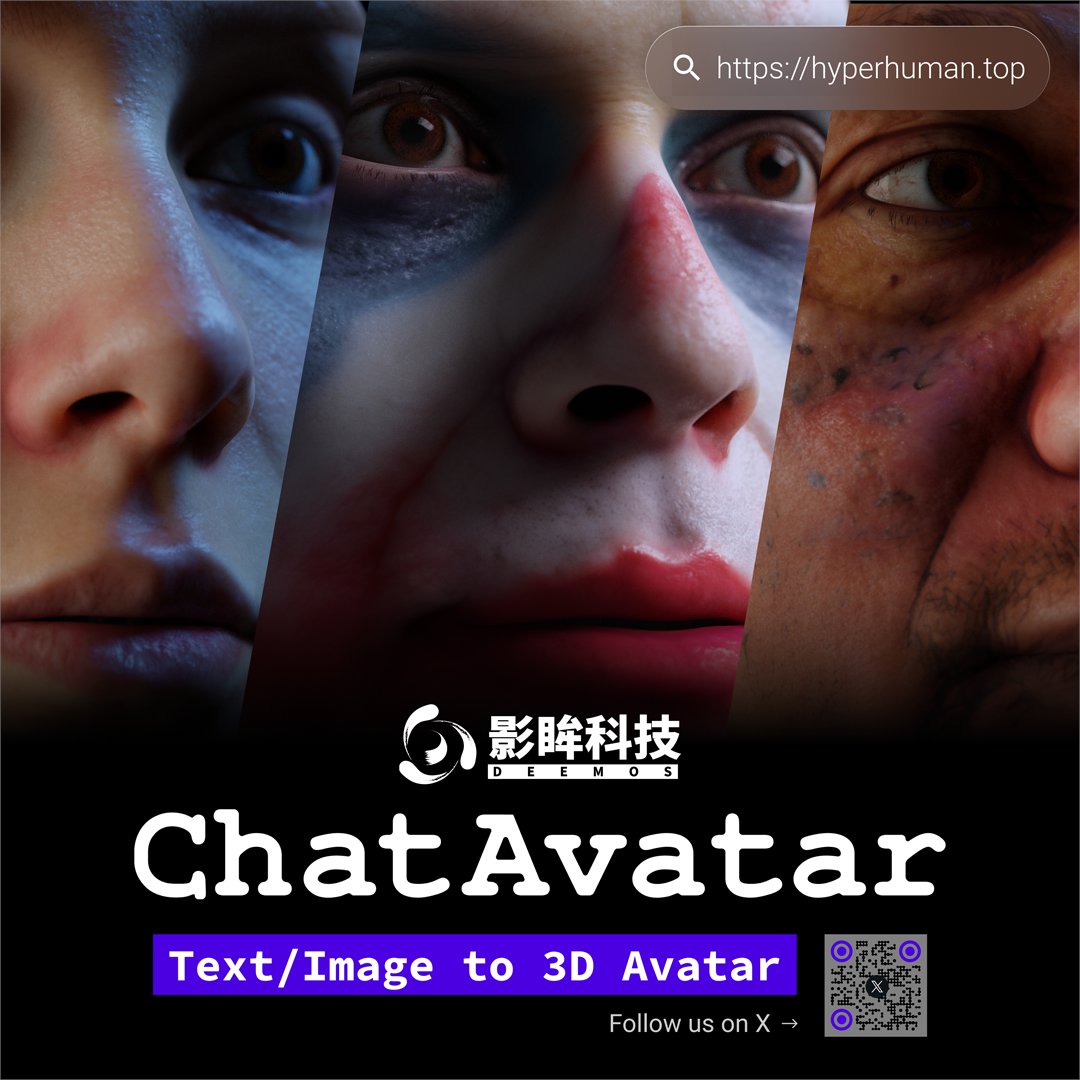 https://hyperhuman.top
影眸科技
DEEMOS
ChatAvatar
Text/Image to 3D Avatar
Follow us on X →